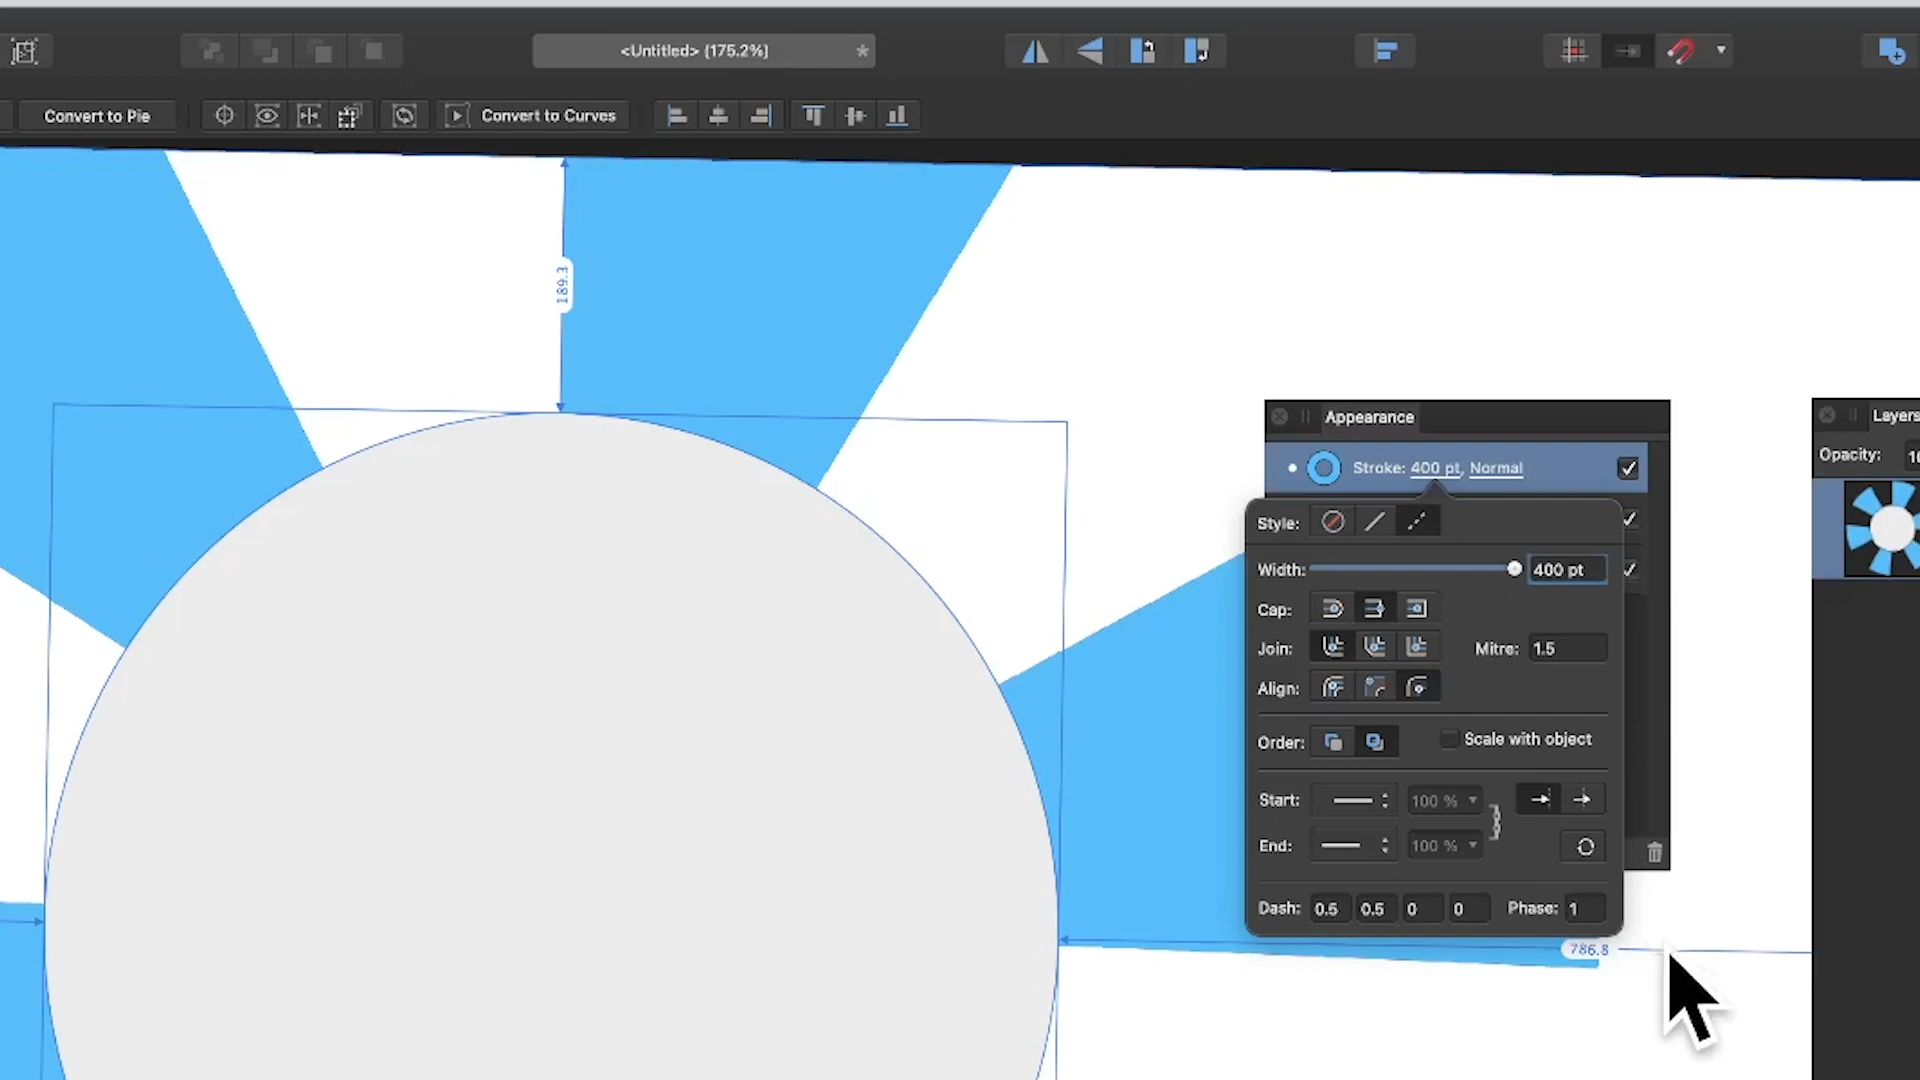 <Untitled> (175.2%)
*
Convert to Pie
Convert to Curves
189.3
Appearance
Stroke: 400 pt, Normal
Style:
Width:
400 pt
Cap:
Join:
Mitre: 1.5
Align:
Order:
Scale with object
Start:
100 %
End:
100 %
Dash: 0.5 0.5 0 0 Phase: 1
786.8
Layers
Opacity: